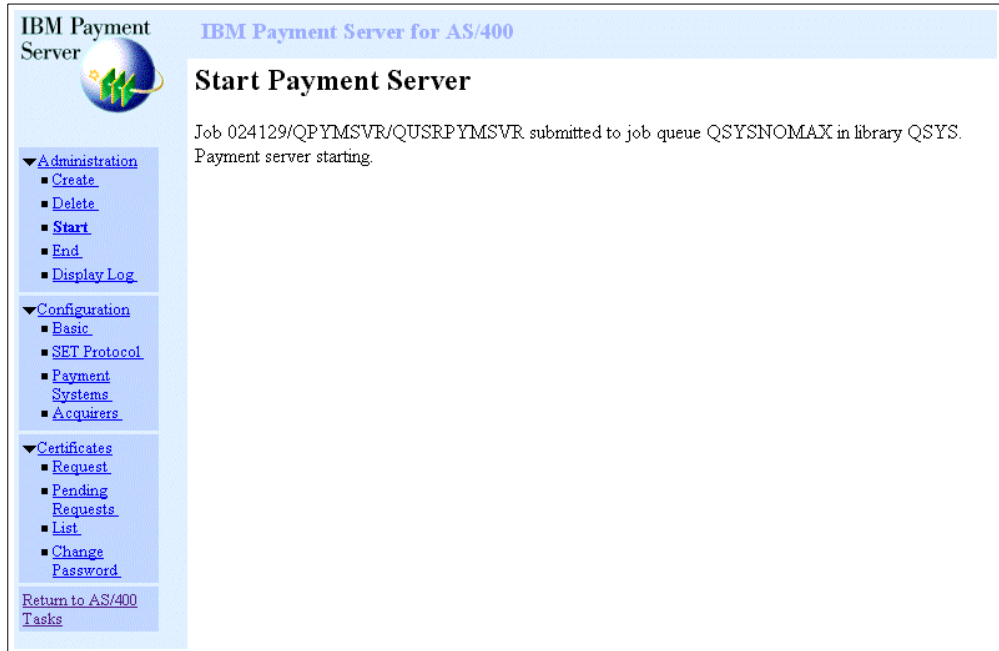 IBM Payment
Server
IBM Payment Server for AS/400
Start Payment Server
Job 024129/QPYMSVR/QUSRPYMSVR submitted to job queue QSYSNOMAX in library QSYS.
Payment server starting.
Administration
Create
Delete
Start
End
Display Log
Configuration
Basic
SET Protocol
Payment
Systems
Acquirers
Certificates
Request
Pending
Requests
List
Change
Password
Return to AS/400
Tasks